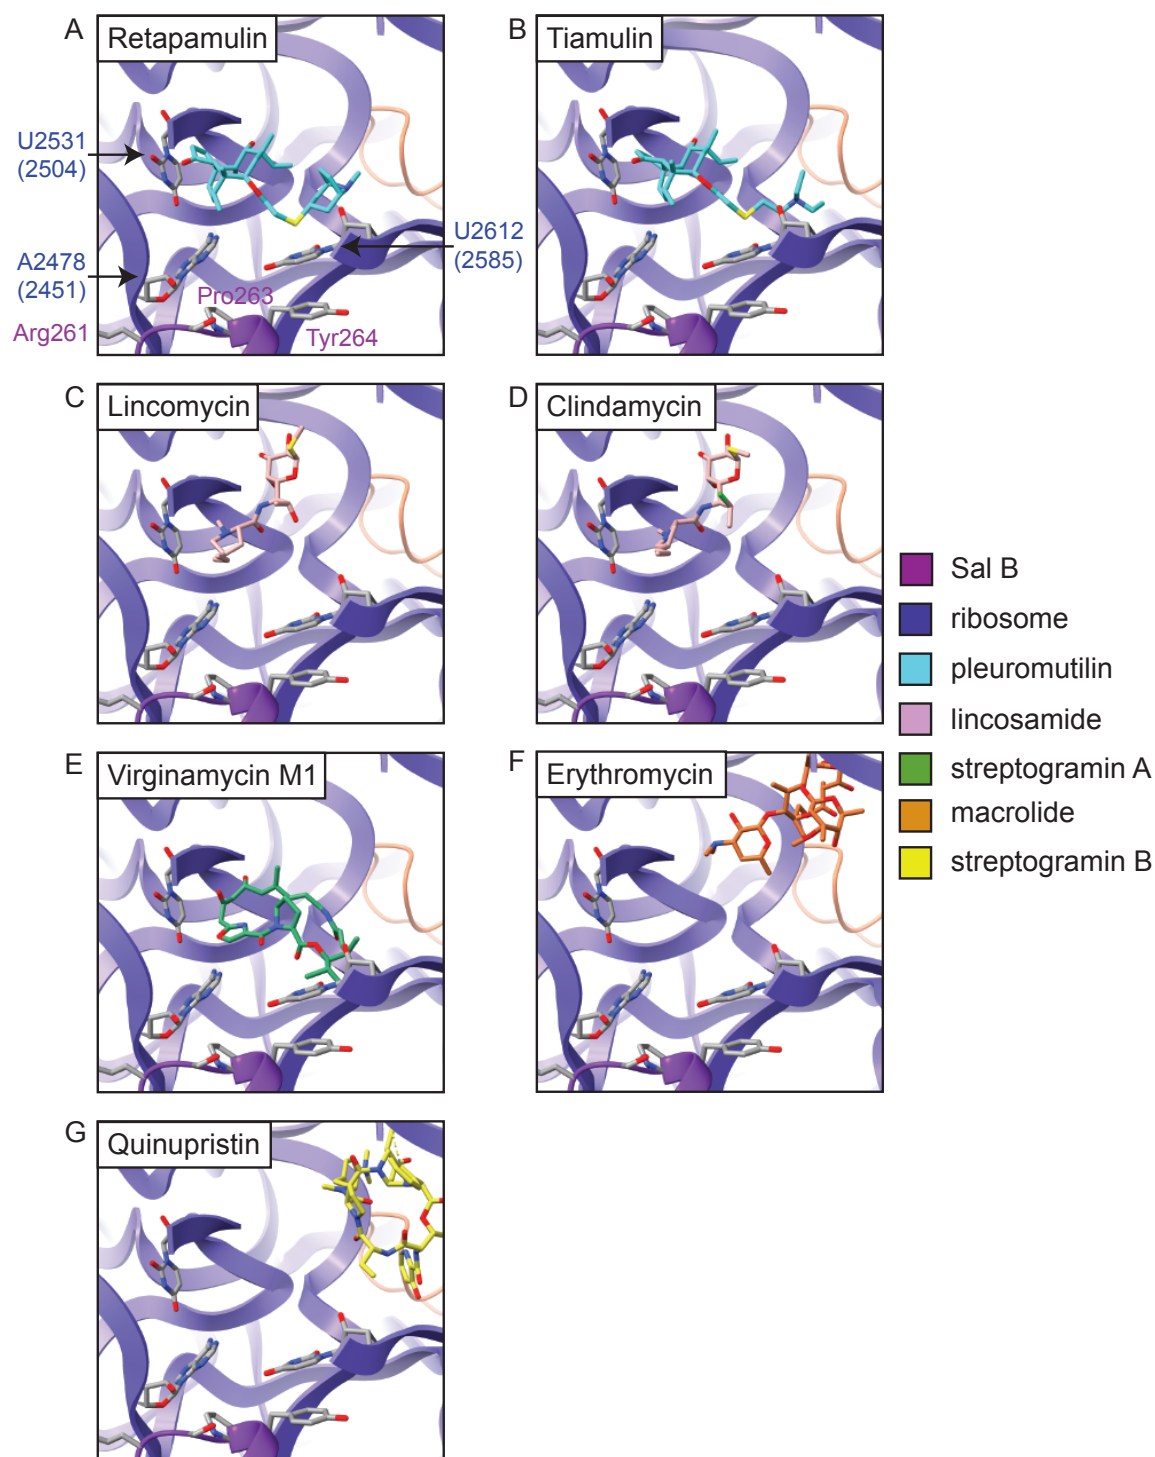 A
Retapamulin
B
Tiamulin
U2531
(2504)
U2612
(2585)
A2478
(2451)
Pro263
Arg261
Tyr264
C
Lincomycin
D
Clindamycin
Sal B
ribosome
pleuromutilin
lincosamide
streptogramin A
macrolide
streptogramin B
E
Virginamycin M1
F
Erythromycin
G
Quinupristin